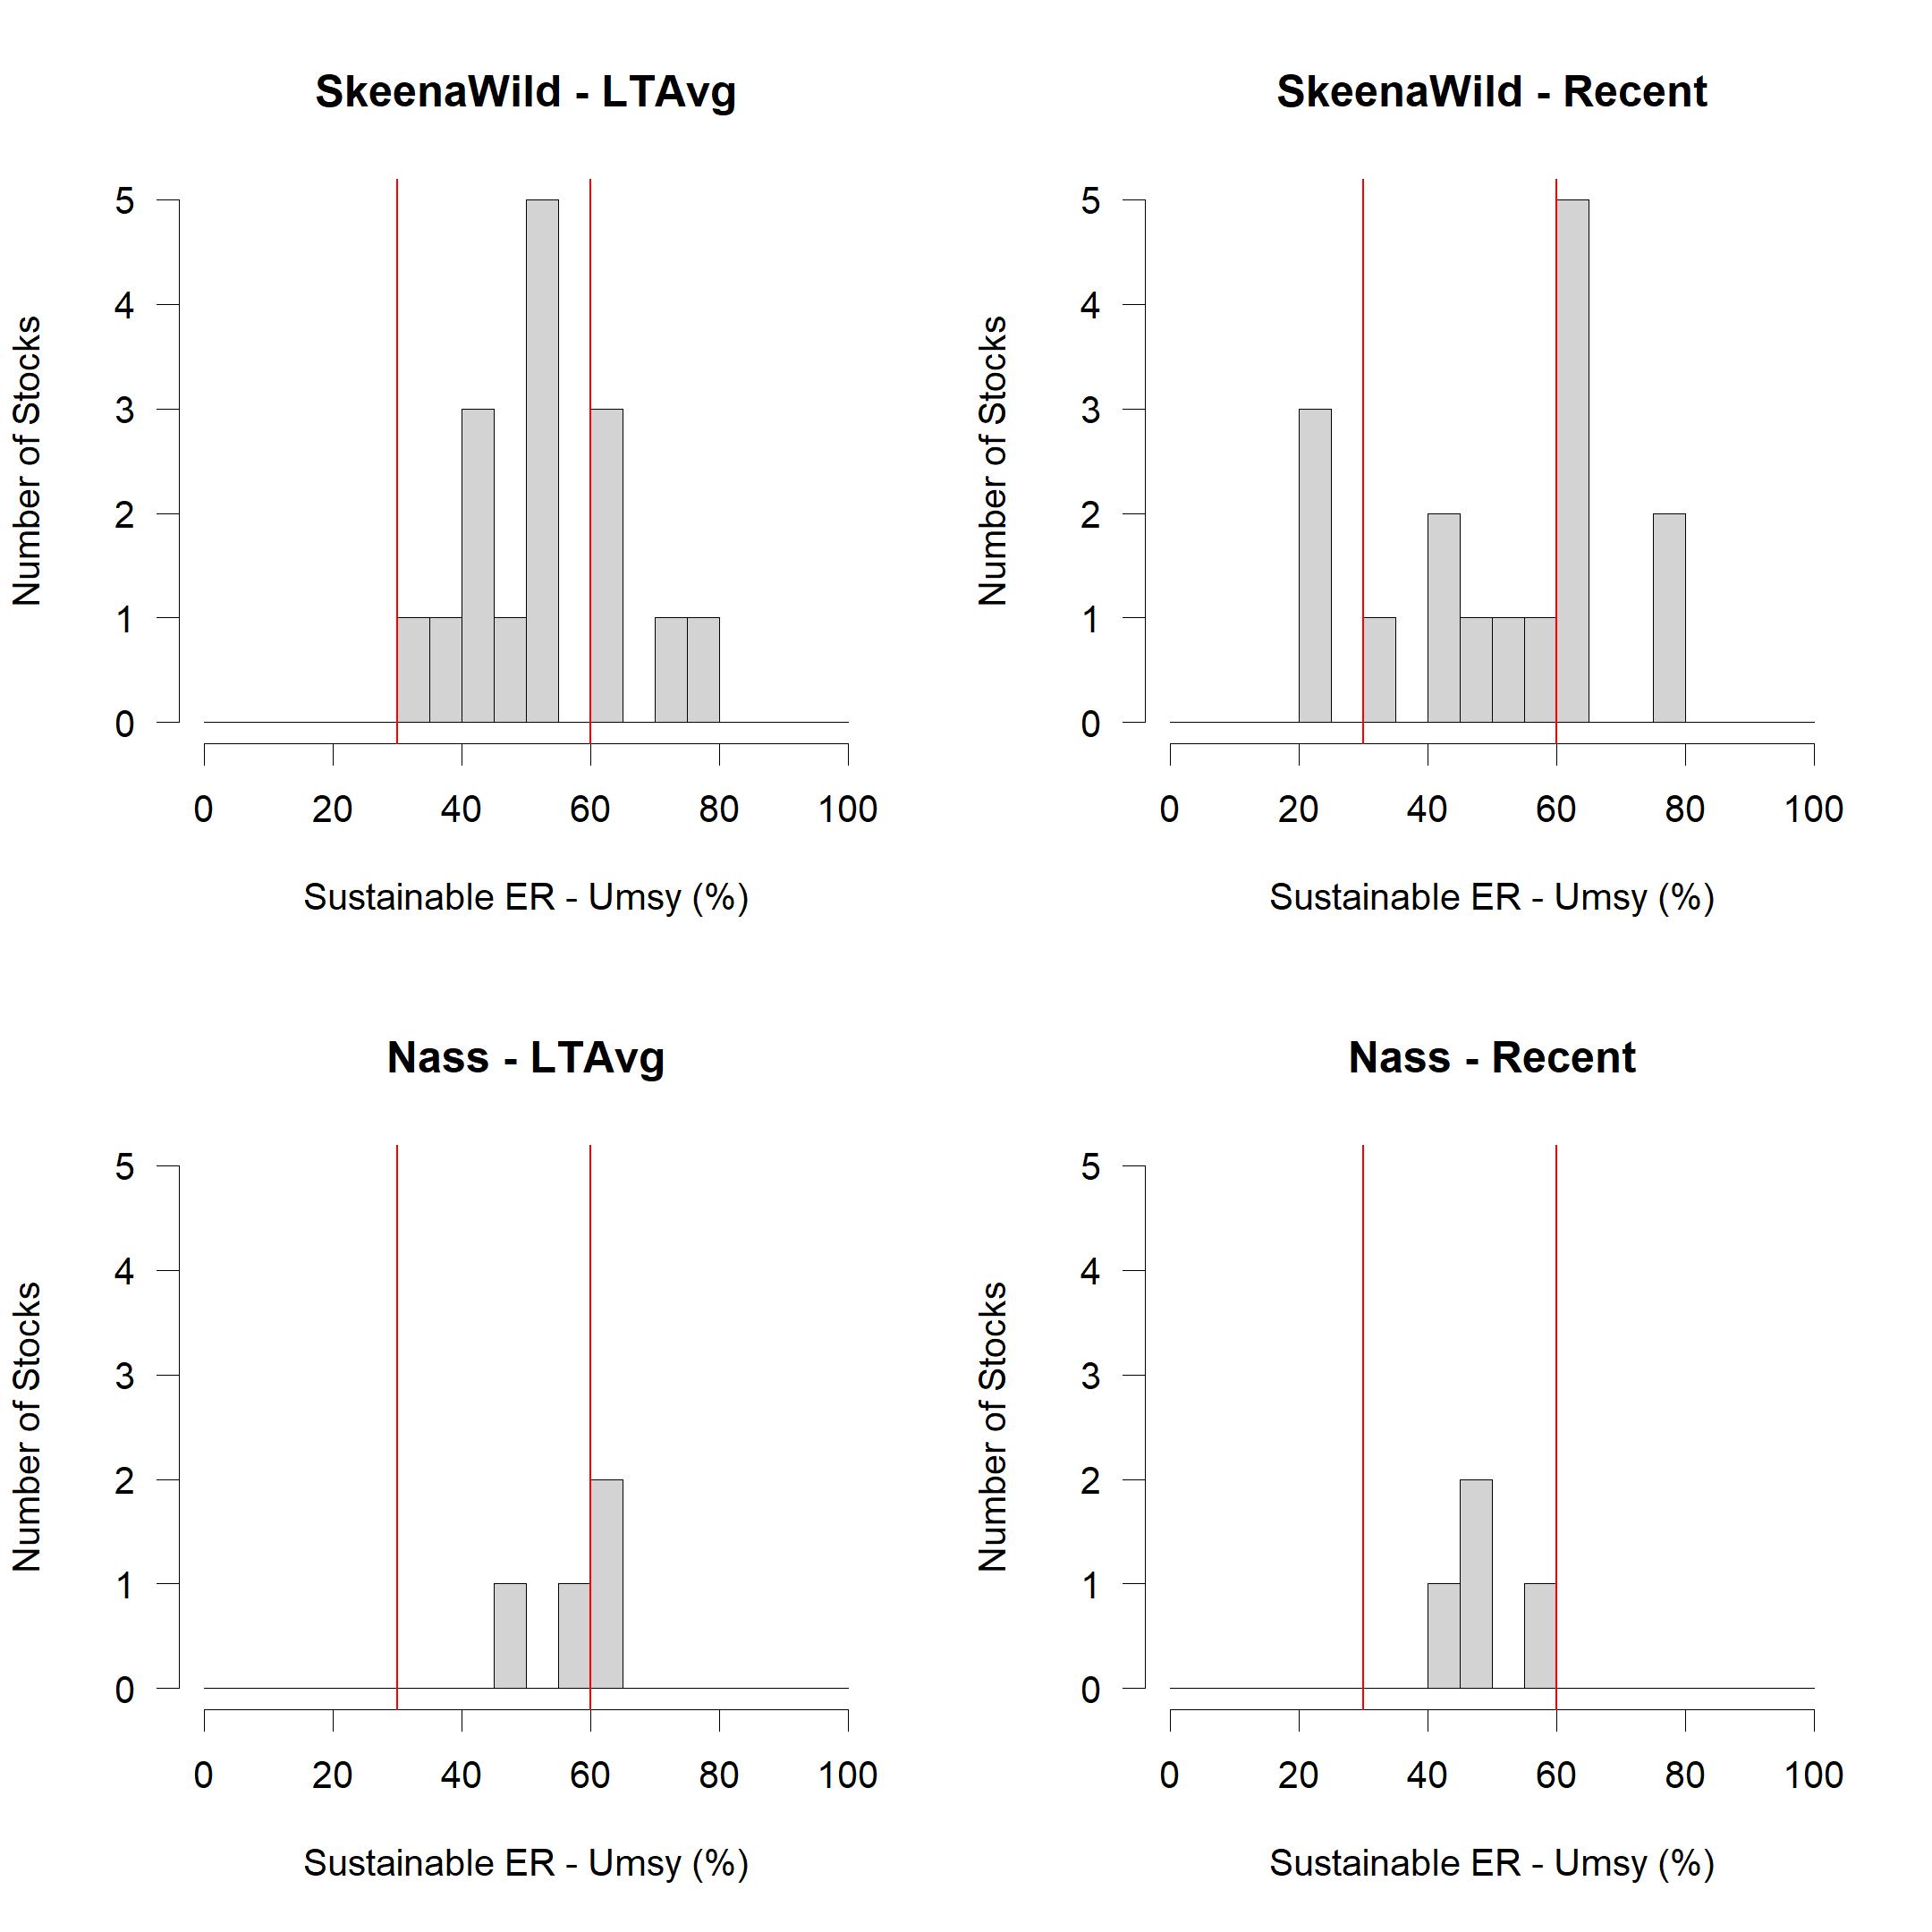 SkeenaWild - LTAvg
Number of Stocks
5
4
3
2
1
0
0 20 40 60 80 100
Sustainable ER - Umsy (%)
SkeenaWild - Recent
Number of Stocks
5
4
3
2
1
0
0 20 40 60 80 100
Sustainable ER - Umsy (%)
Nass - LTAvg
Number of Stocks
5
4
3
2
1
0
0 20 40 60 80 100
Sustainable ER - Umsy (%)
Nass - Recent
Number of Stocks
5
4
3
2
1
0
0 20 40 60 80 100
Sustainable ER - Umsy (%)